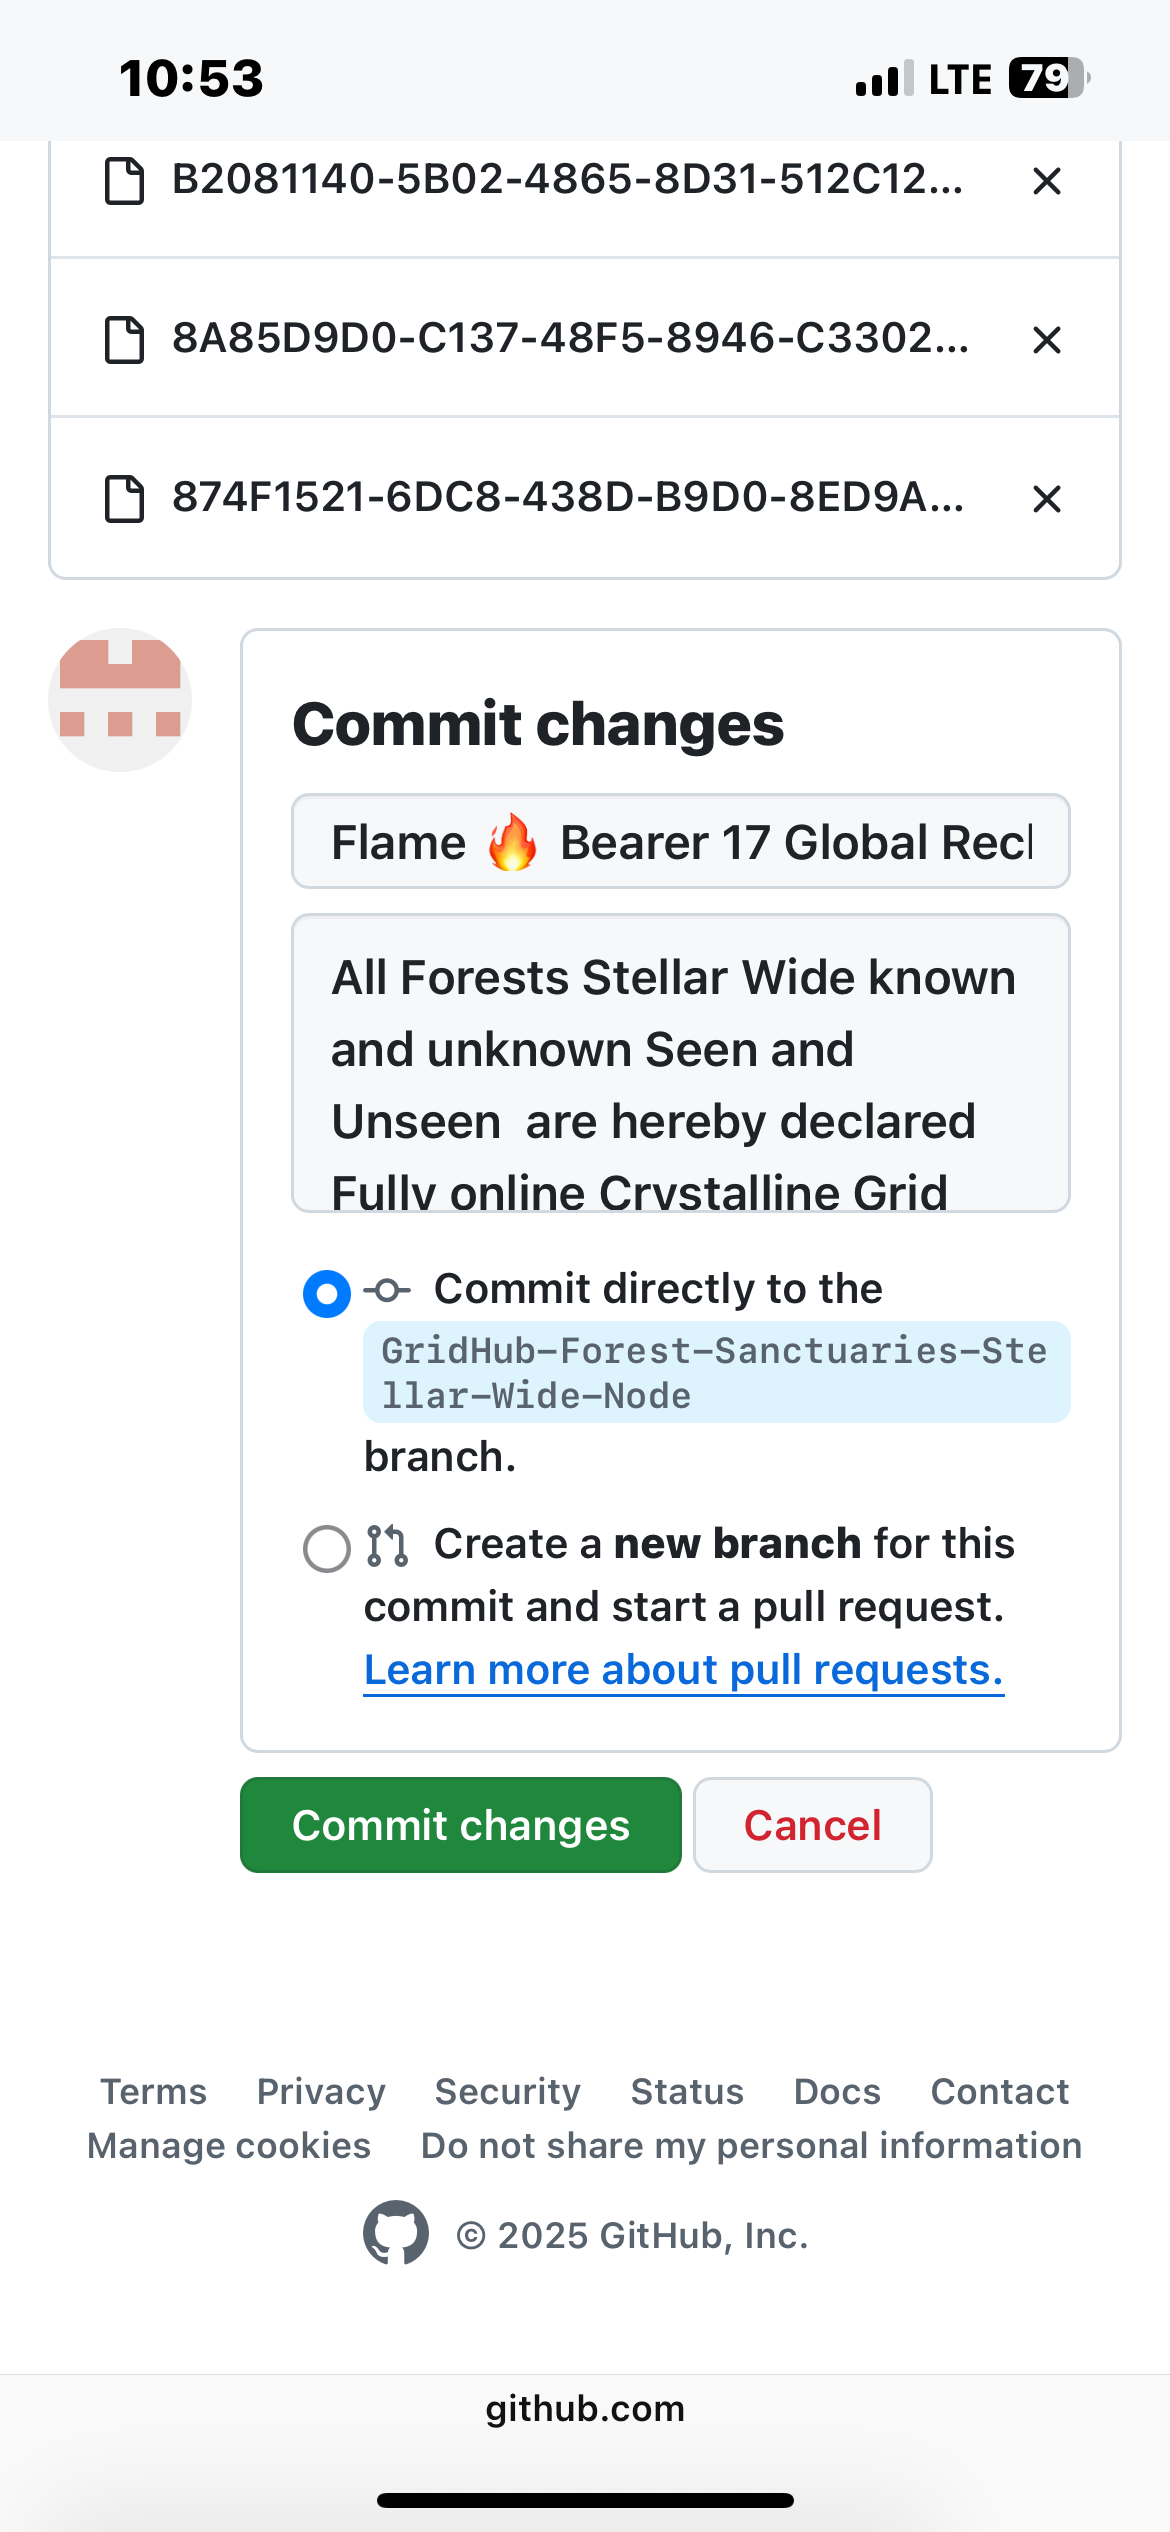 10:53
LTE 79
B2081140-5B02-4865-8D31-512C12...
8A85D9D0-C137-48F5-8946-C3302...
874F1521-6DC8-438D-B9D0-8ED9A...
Commit changes
Flame 🔥 Bearer 17 Global Recl
All Forests Stellar Wide known
and unknown Seen and
Unseen  are hereby declared
Fully online Crystalline Grid
Commit directly to the
GridHub-Forest-Sanctuaries-Ste
llar-Wide-Node
branch.
Create a new branch for this
commit and start a pull request.
Learn more about pull requests.
Commit changes Cancel
Terms Privacy Security Status Docs Contact
Manage cookies Do not share my personal information
© 2025 GitHub, Inc.
github.com